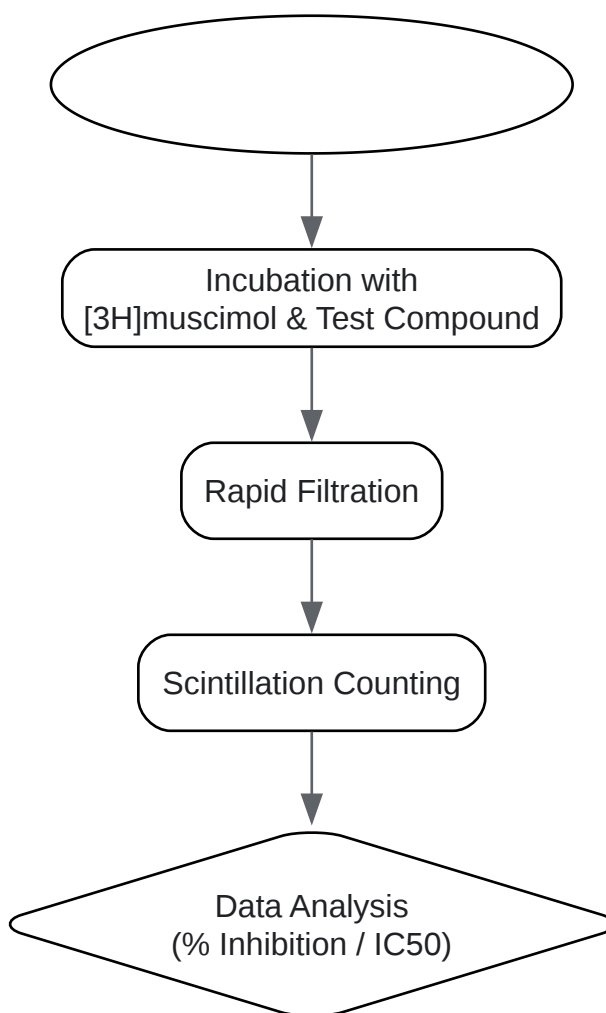 Incubation with
[3H]muscimol & Test Compound
Rapid Filtration
Scintillation Counting
Data Analysis
(% Inhibition / IC50)